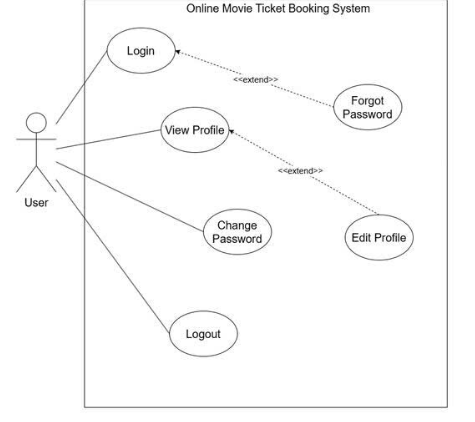 Online Movie Ticket Booking System
Login
<<extend>>
Forgot
Password
View Profile
<<extend>>
User
Change
Password
Edit Profile
Logout